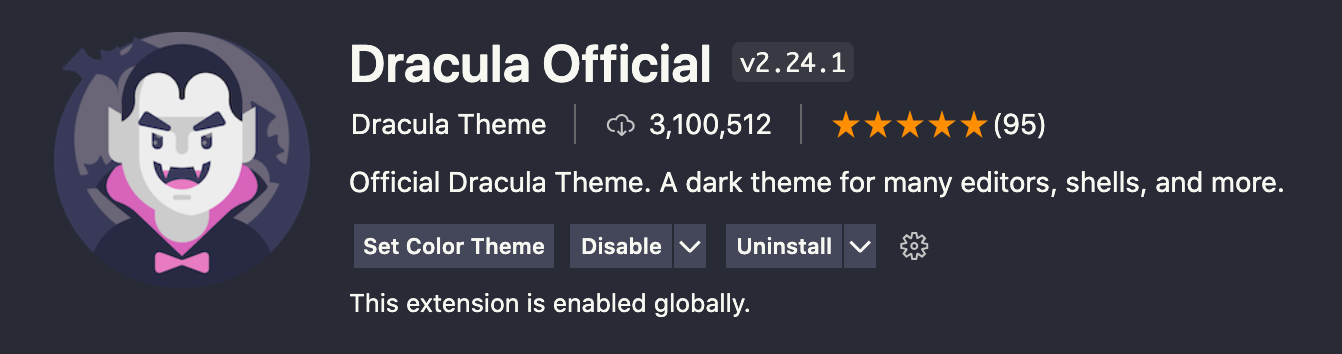 Dracula Official v2.24.1
Dracula Theme 3,100,512 (95)
Official Dracula Theme. A dark theme for many editors, shells, and more.
Set Color Theme Disable Uninstall
This extension is enabled globally.